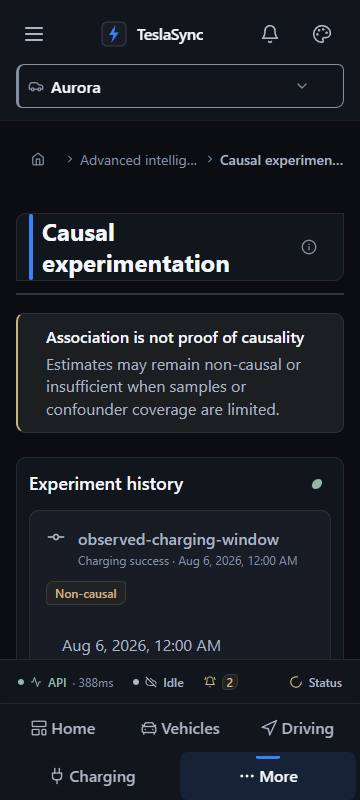 TeslaSync
Aurora
Advanced intellig... Causal experimen...
Causal
experimentation
Association is not proof of causality
Estimates may remain non-causal or
insufficient when samples or
confounder coverage are limited.
Experiment history
observed-charging-window
Charging success · Aug 6, 2026, 12:00 AM
Non-causal
Aug 6, 2026, 12:00 AM
API · 388ms Idle 2 Status
Home Vehicles Driving
Charging More